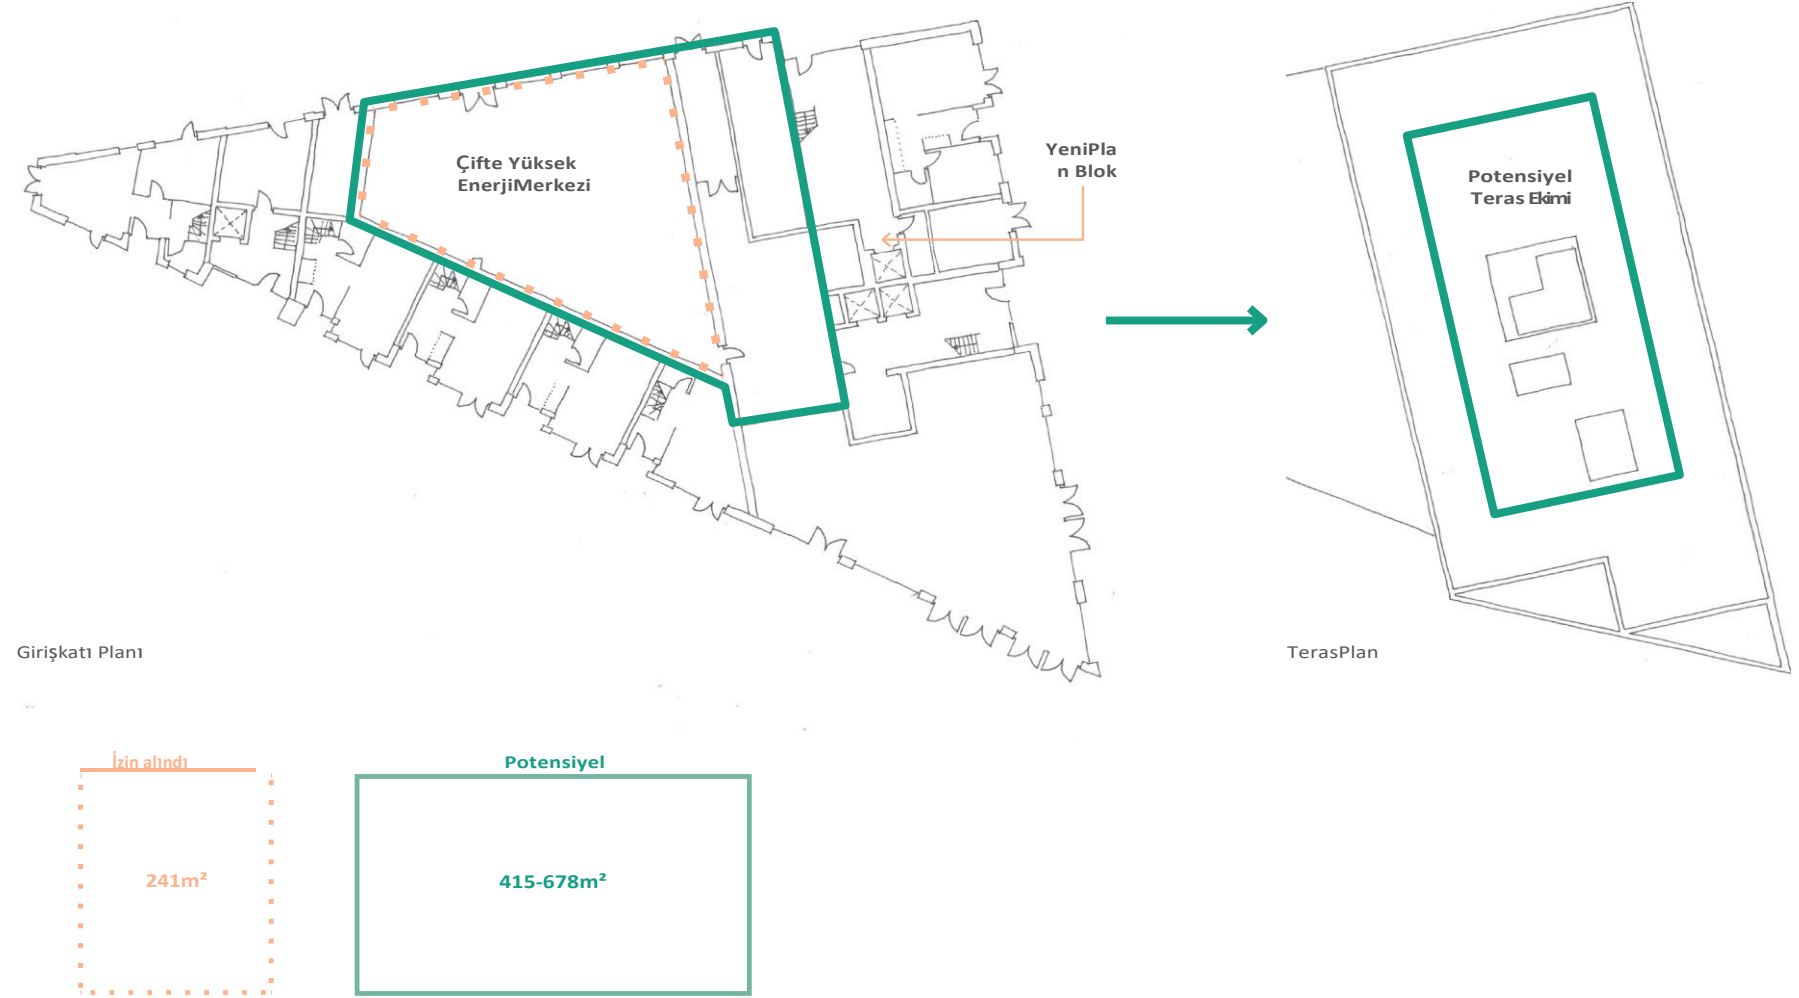 Çifte Yüksek
EnerjiMerkezi
YeniPla
n Blok
Potensiyel
Teras Ekimi
Girişkatı Planı
TerasPlan
İzin alındı
Potensiyel
241m²
415-678m²